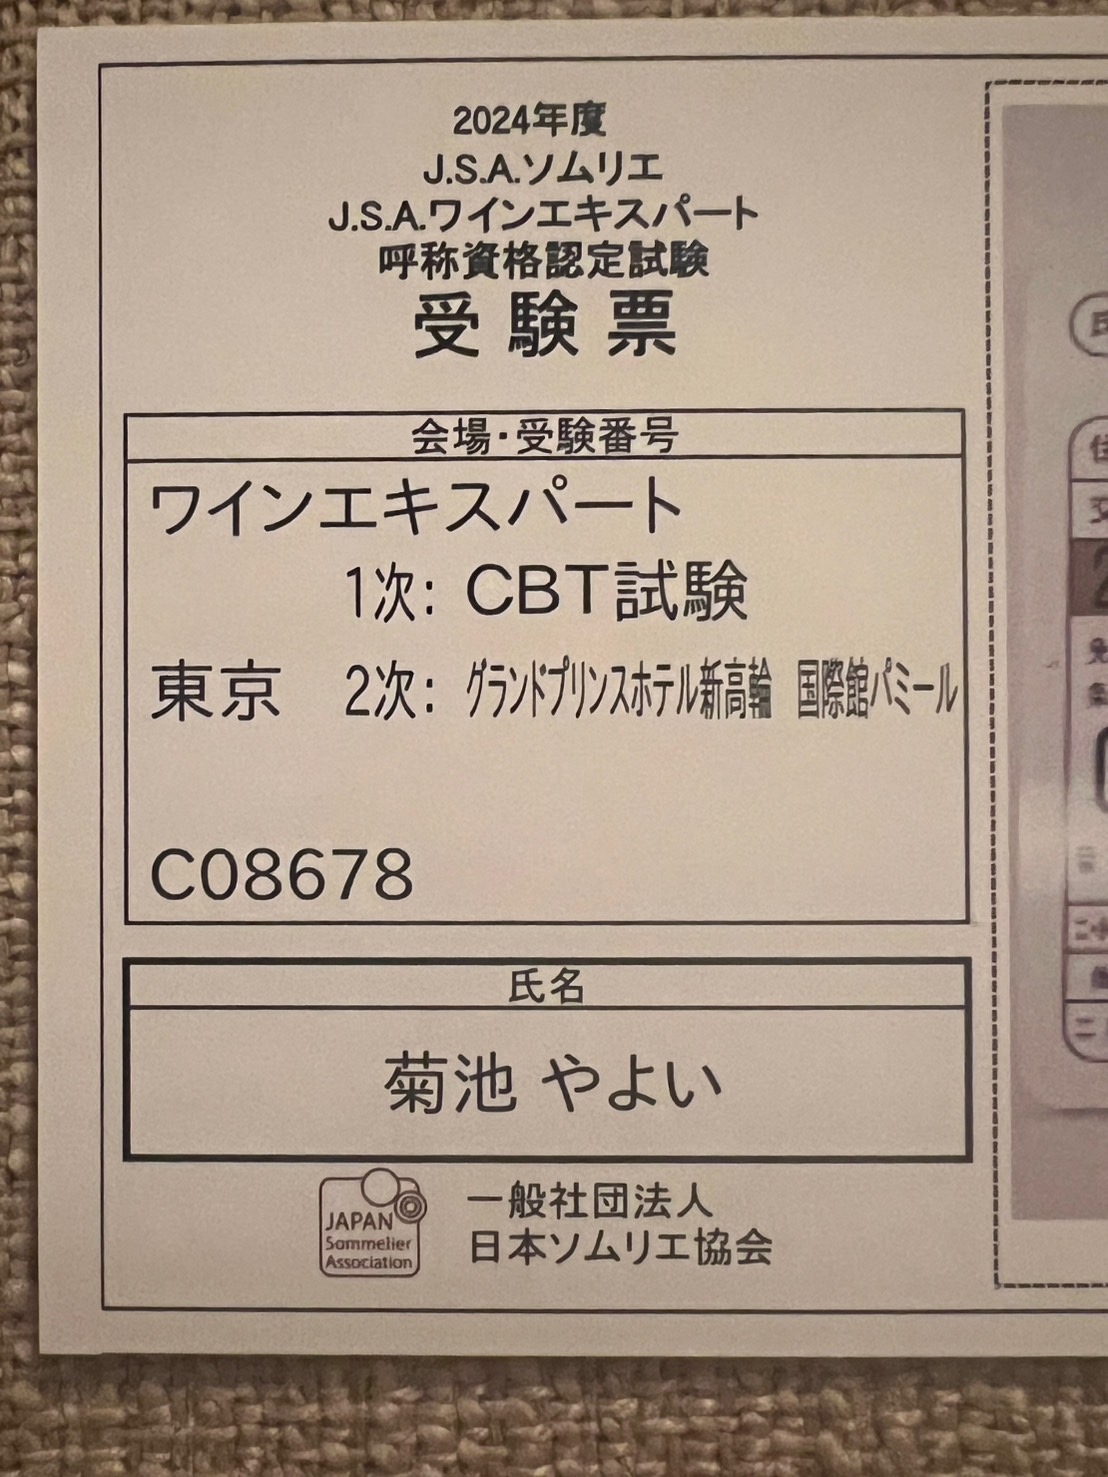 2024年度
J.S.A.ソムリエ
J.S.A.ワインエキスパート
呼称資格認定試験
受験票
会場・受験番号
ワインエキスパート
1次: CBT試験
東京 2次: グランドプリンスホテル新高輪 国際館パミール
C08678
氏名
菊池 やよい
JAPAN
Sommelier
Association
一般社団法人
日本ソムリエ協会
氏
住
交
2